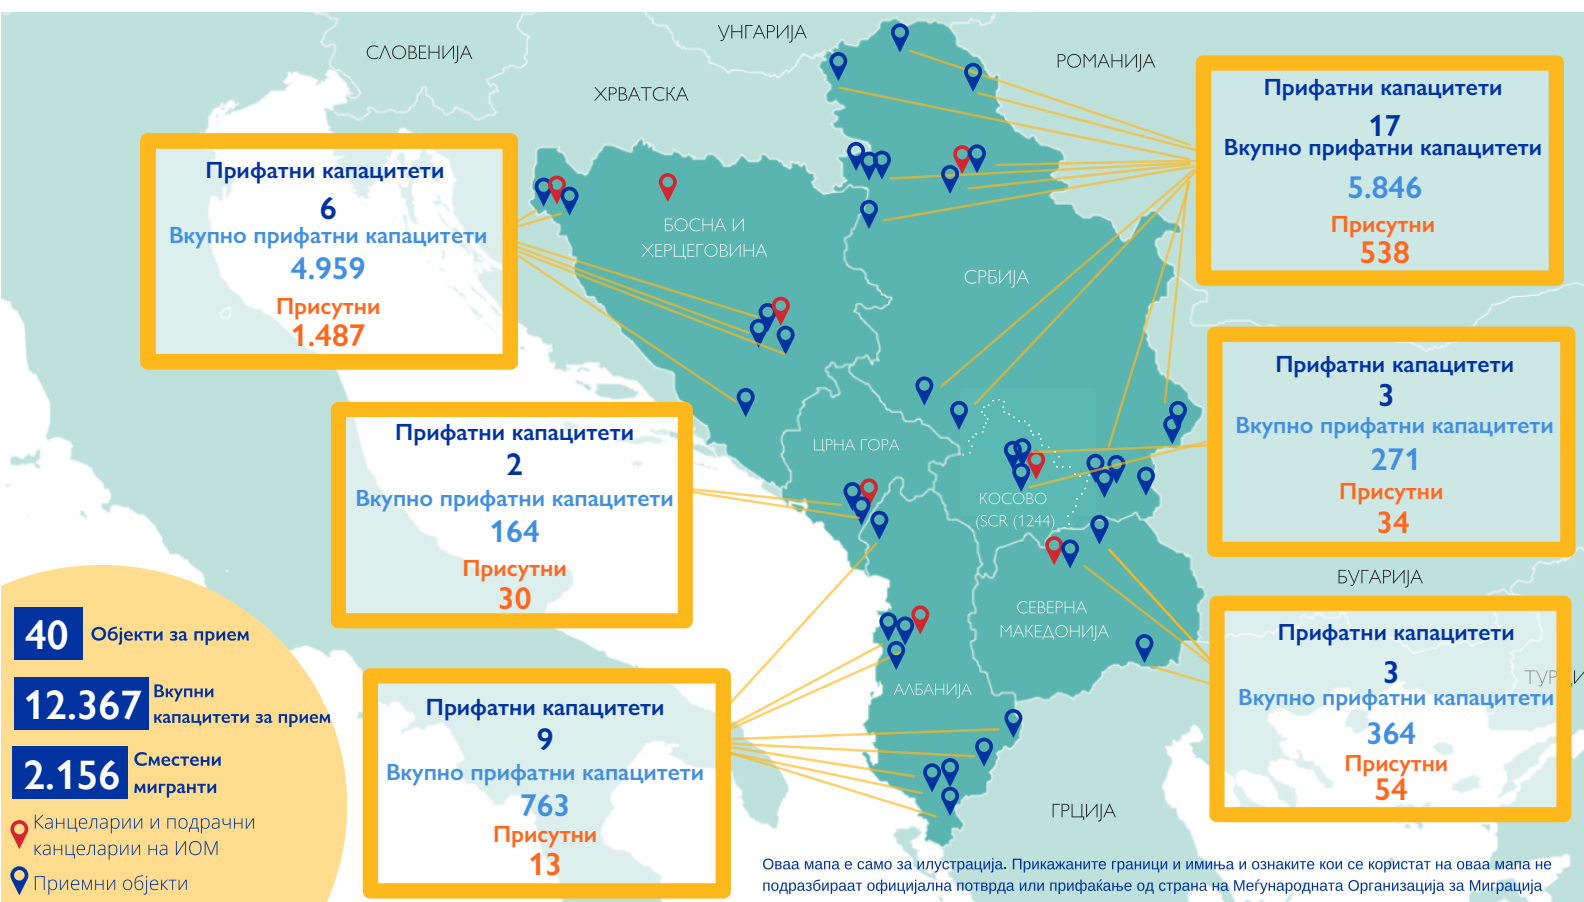 СЛОВЕНИЈА
УНГАРИЈА
РОМАНИЈА
ХРВАТСКА
Прифатни капацитети
17
Вкупно прифатни капацитети
5.846
Присутни
538
Прифатни капацитети
6
Вкупно прифатни капацитети
4.959
Присутни
1.487
БОСНА И
ХЕРЦЕГОВИНА
СРБИЈА
Прифатни капацитети
3
Вкупно прифатни капацитети
271
Присутни
34
Прифатни капацитети
2
Вкупно прифатни капацитети
164
Присутни
30
ЦРНА ГОРА
КОСОВО
(SCR (1244)
БУГАРИЈА
СЕВЕРНА
МАКЕДОНИЈА
Прифатни капацитети
3
Вкупно прифатни капацитети
364
Присутни
54
АЛБАНИЈА
Прифатни капацитети
9
Вкупно прифатни капацитети
763
Присутни
13
ГРЦИЈА
40 Објекти за прием
12.367 Вкупни
капацитети за прием
2.156 Сместени
мигранти
Канцеларии и подрачни
канцеларии на ИОМ
Приемни објекти
Оваа мапа е само за илустрација. Прикажаните граници и имиња и ознаките кои се користат на оваа мапа не
подразбираат официјална потврда или прифаќање од страна на Меѓународната Организација за Миграција